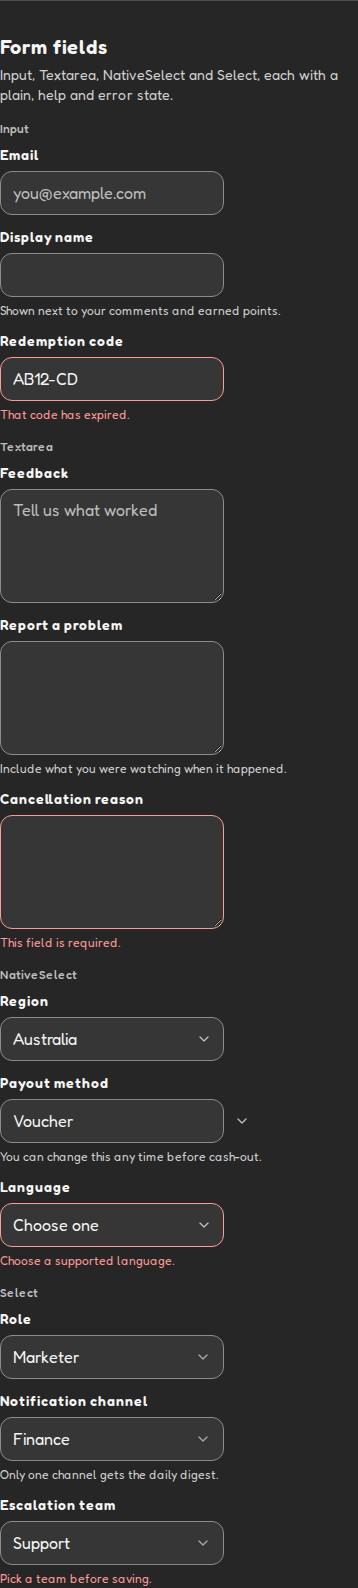 Form fields
Input, Textarea, NativeSelect and Select, each with a
plain, help and error state.
Input
Email
you@example.com
Display name
Shown next to your comments and earned points.
Redemption code
AB12-CD
That code has expired.
Textarea
Feedback
Tell us what worked
Report a problem
Include what you were watching when it happened.
Cancellation reason
This field is required.
NativeSelect
Region
Australia
Payout method
Voucher
You can change this any time before cash-out.
Language
Choose one
Choose a supported language.
Select
Role
Marketer
Notification channel
Finance
Only one channel gets the daily digest.
Escalation team
Support
Pick a team before saving.